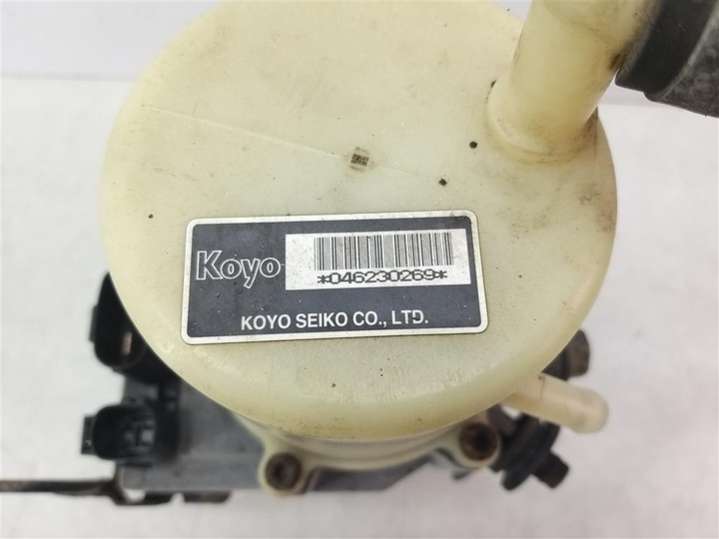 Koyo
*046230269*
KOYO SEIKO CO., LTD.